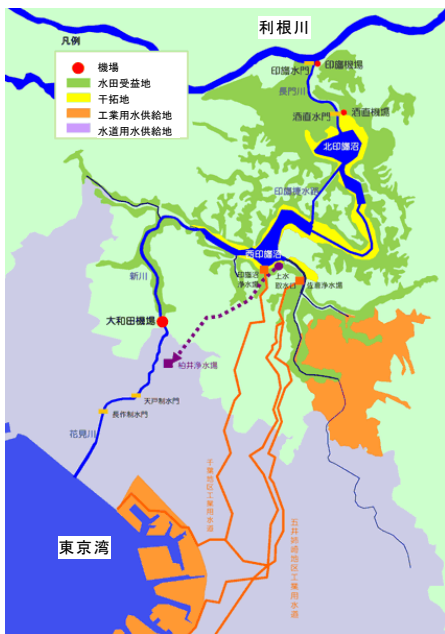 利根川
凡例
機場
水田受益地
干拓地
工業用水供給地
水道用水供給地
印旛水門
印旛機場
長門川
酒直水門
酒直機場
北印旛沼
印旛捷水路
西印旛沼
印旛沼
浄水場
上水
取水口
佐倉浄水場
新川
大和田機場
柏井浄水場
天戸制水門
長作制水門
花見川
千葉地区工業用水道
五井姉崎地区工業用水道
東京湾